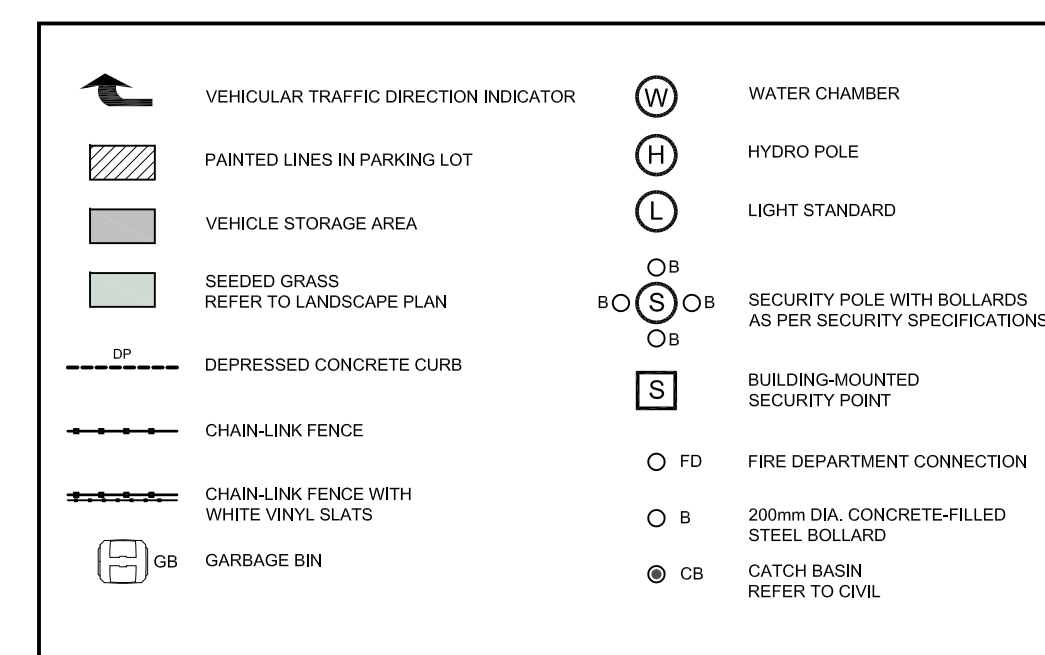 VEHICULAR TRAFFIC DIRECTION INDICATOR
PAINTED LINES IN PARKING LOT
VEHICLE STORAGE AREA
SEEDED GRASS
REFER TO LANDSCAPE PLAN
DP
DEPRESSED CONCRETE CURB
CHAIN-LINK FENCE
CHAIN-LINK FENCE WITH
WHITE VINYL SLATS
GB GARBAGE BIN
W WATER CHAMBER
H HYDRO POLE
L LIGHT STANDARD
B
B S B SECURITY POLE WITH BOLLARDS
AS PER SECURITY SPECIFICATIONS
B
S BUILDING-MOUNTED
SECURITY POINT
FD FIRE DEPARTMENT CONNECTION
B 200mm DIA. CONCRETE-FILLED
STEEL BOLLARD
CB CATCH BASIN
REFER TO CIVIL